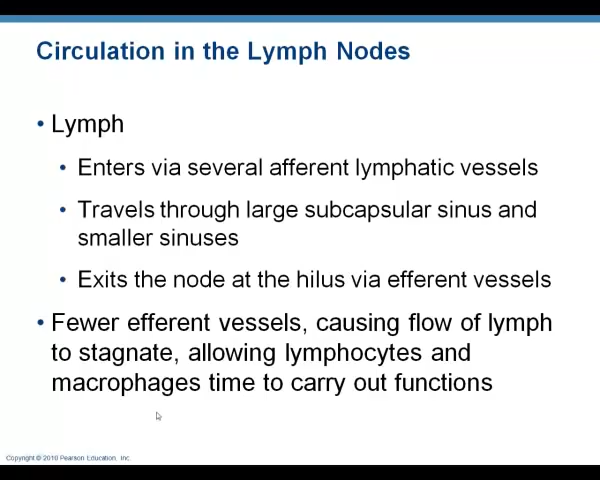 Circulation in the Lymph Nodes
• Lymph
• Enters via several afferent lymphatic vessels
• Travels through large subcapsular sinus and
smaller sinuses
• Exits the node at the hilus via efferent vessels
• Fewer efferent vessels, causing flow of lymph
to stagnate, allowing lymphocytes and
macrophages time to carry out functions
Copyright © 2010 Pearson Education, Inc.